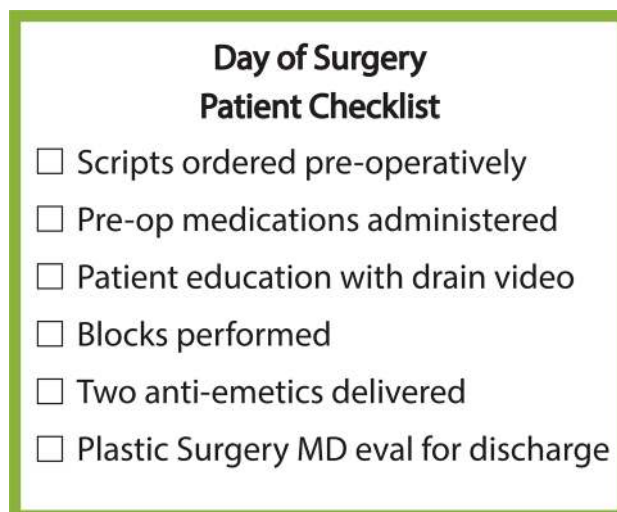 Day of Surgery
Patient Checklist
☐ Scripts ordered pre-operatively
☐ Pre-op medications administered
☐ Patient education with drain video
☐ Blocks performed
☐ Two anti-emetics delivered
☐ Plastic Surgery MD eval for discharge